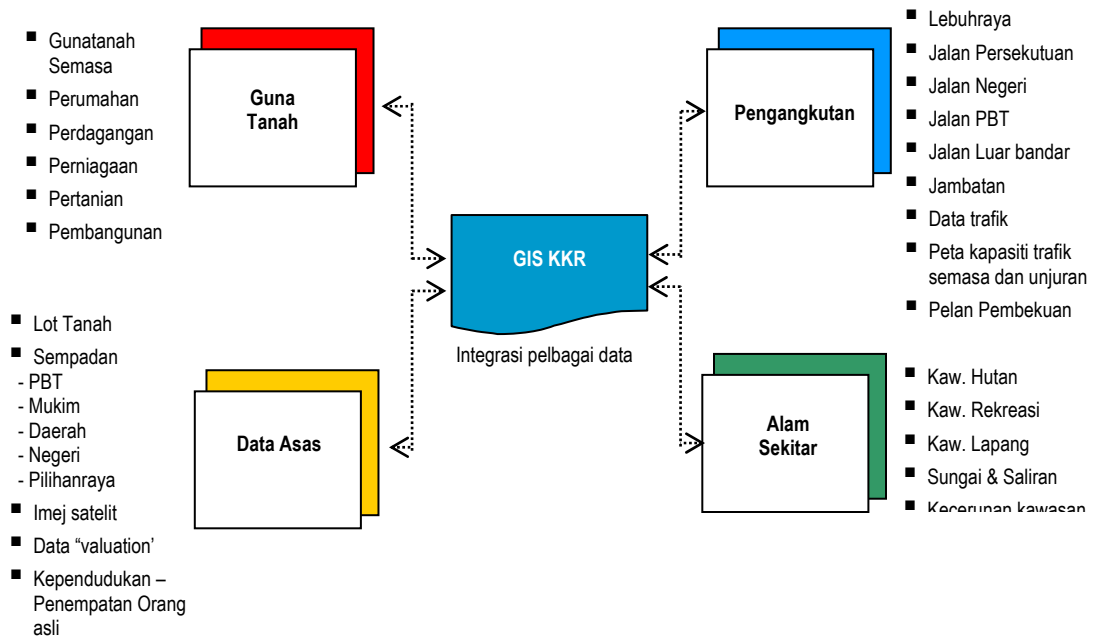 ▪ Gunatanah
Semasa
▪ Perumahan
▪ Perdagangan
▪ Perniagaan
▪ Pertanian
▪ Pembangunan
Guna
Tanah
Pengangkutan
▪ Lebuhraya
▪ Jalan Persekutuan
▪ Jalan Negeri
▪ Jalan PBT
▪ Jalan Luar bandar
▪ Jambatan
▪ Data trafik
▪ Peta kapasiti trafik
semasa dan unjuran
▪ Pelan Pembekuan
GIS KKR
Integrasi pelbagai data
▪ Lot Tanah
▪ Sempadan
- PBT
- Mukim
- Daerah
- Negeri
- Pilihanraya
▪ Imej satelit
▪ Data “valuation’
▪ Kependudukan –
Penempatan Orang
asli
Data Asas
Alam
Sekitar
▪ Kaw. Hutan
▪ Kaw. Rekreasi
▪ Kaw. Lapang
▪ Sungai & Saliran
▪ Kecerunan kawasan